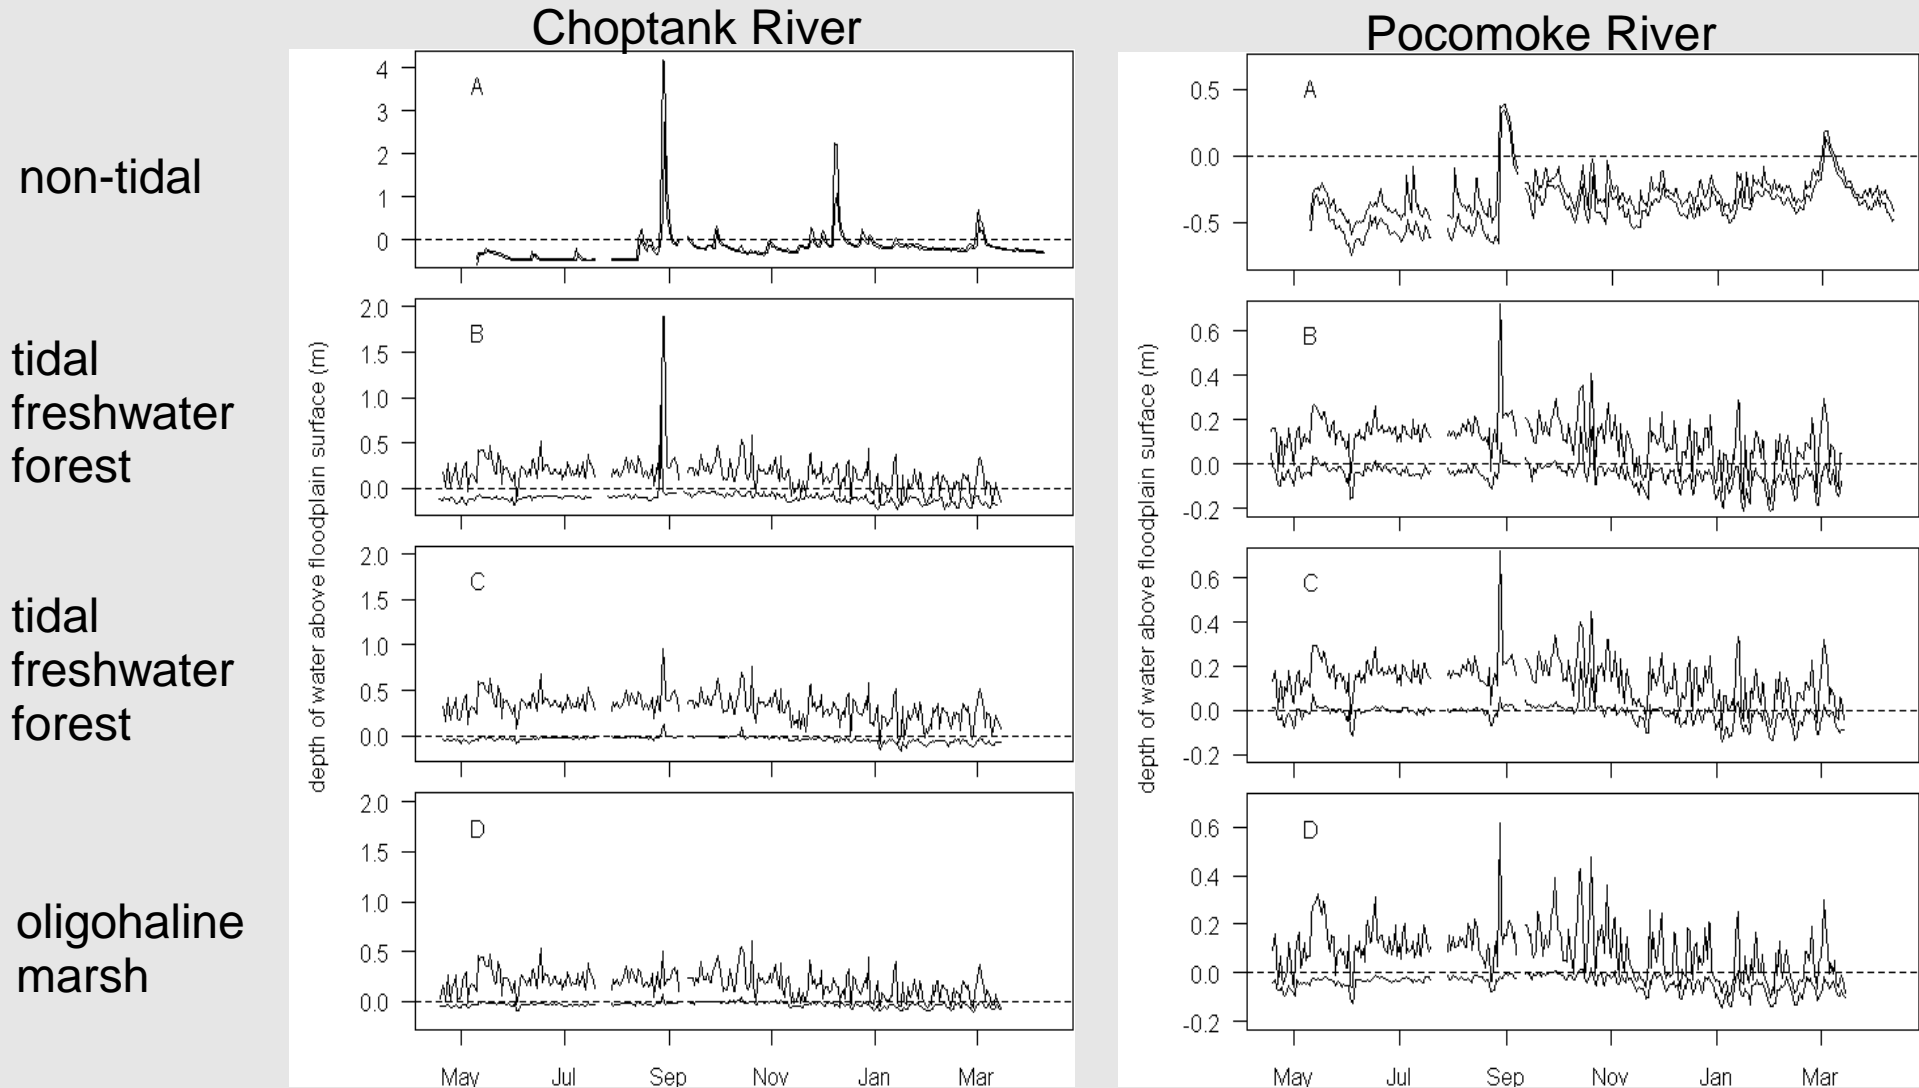 Choptank River
Pocomoke River
non-tidal
tidal
freshwater
forest
tidal
freshwater
forest
oligohaline
marsh
depth of water above floodplain surface (m)
A
4
3
2
1
0
B
2.0
1.5
1.0
0.5
0.0
C
2.0
1.5
1.0
0.5
0.0
D
2.0
1.5
1.0
0.5
0.0
May Jul Sep Nov Jan Mar
depth of water above floodplain surface (m)
A
0.5
0.0
-0.5
B
0.6
0.4
0.2
0.0
-0.2
C
0.6
0.4
0.2
0.0
-0.2
D
0.6
0.4
0.2
0.0
-0.2
May Jul Sep Nov Jan Mar